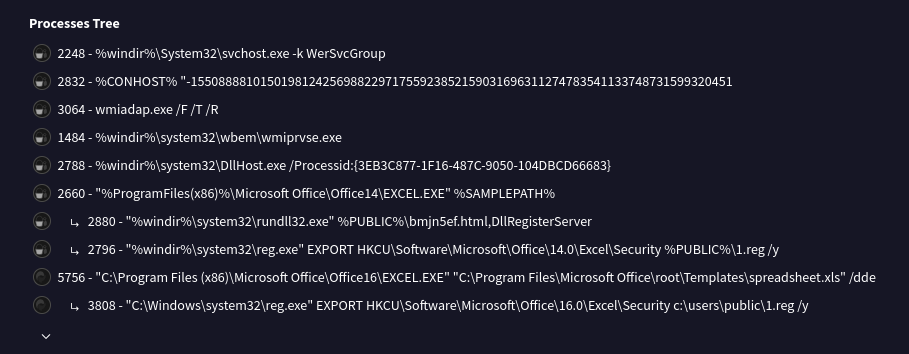 Processes Tree
2248 - %windir%\System32\svchost.exe -k WerSvcGroup
2832 - %CONHOST% "-1550888810150198124256988229717559238521590316963112747835411337487315993​20451
3064 - wmiadap.exe /F /T /R
1484 - %windir%\system32\wbem\wmiprvse.exe
2788 - %windir%\system32\DllHost.exe /Processid:{3EB3C877-1F16-487C-9050-104DBCD66683}
2660 - "%ProgramFiles(x86)%\Microsoft Office\Office14\EXCEL.EXE" %SAMPLEPATH%
↳ 2880 - "%windir%\system32\rundll32.exe" %PUBLIC%\bmjn5ef.html,DllRegisterServer
↳ 2796 - "%windir%\system32\reg.exe" EXPORT HKCU\Software\Microsoft\Office\14.0\Excel\Security %PUBLIC%\1.reg /y
5756 - "C:\Program Files (x86)\Microsoft Office\Office16\EXCEL.EXE" "C:\Program Files\Microsoft Office\root\Templates\spreadsheet.xls" /dde
↳ 3808 - "C:\Windows\system32\reg.exe" EXPORT HKCU\Software\Microsoft\Office\16.0\Excel\Security c:\users\public\1.reg /y